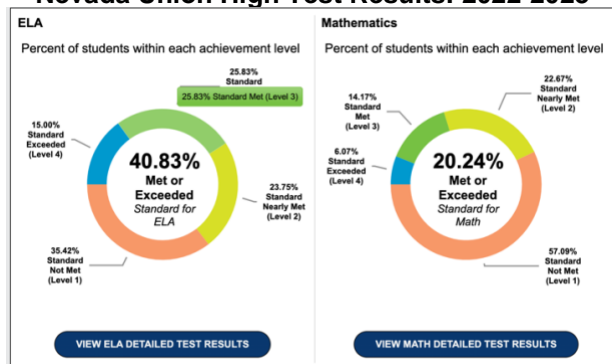 Nevada Union High Test Results: 2022-2023
ELA
Percent of students within each achievement level
25.83%
Standard
25.83% Standard Met (Level 3)
15.00%
Standard
Exceeded
(Level 4)
40.83%
Met or
Exceeded
Standard for
ELA
23.75%
Standard
Nearly Met
(Level 2)
35.42%
Standard
Not Met
(Level 1)
VIEW ELA DETAILED TEST RESULTS
Mathematics
Percent of students within each achievement level
22.67%
Standard
Nearly Met
(Level 2)
14.17%
Standard
Met
(Level 3)
6.07%
Standard
Exceeded
(Level 4)
20.24%
Met or
Exceeded
Standard for
Math
57.09%
Standard
Not Met
(Level 1)
VIEW MATH DETAILED TEST RESULTS